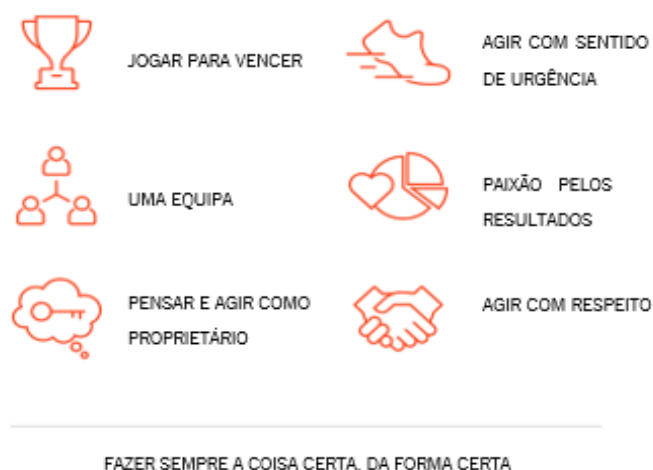 JOGAR PARA VENCER
AGIR COM SENTIDO
DE URGÊNCIA
UMA EQUIPA
PAIXÃO PELOS
RESULTADOS
PENSAR E AGIR COMO
PROPRIETÁRIO
AGIR COM RESPEITO
FAZER SEMPRE A COISA CERTA, DA FORMA CERTA